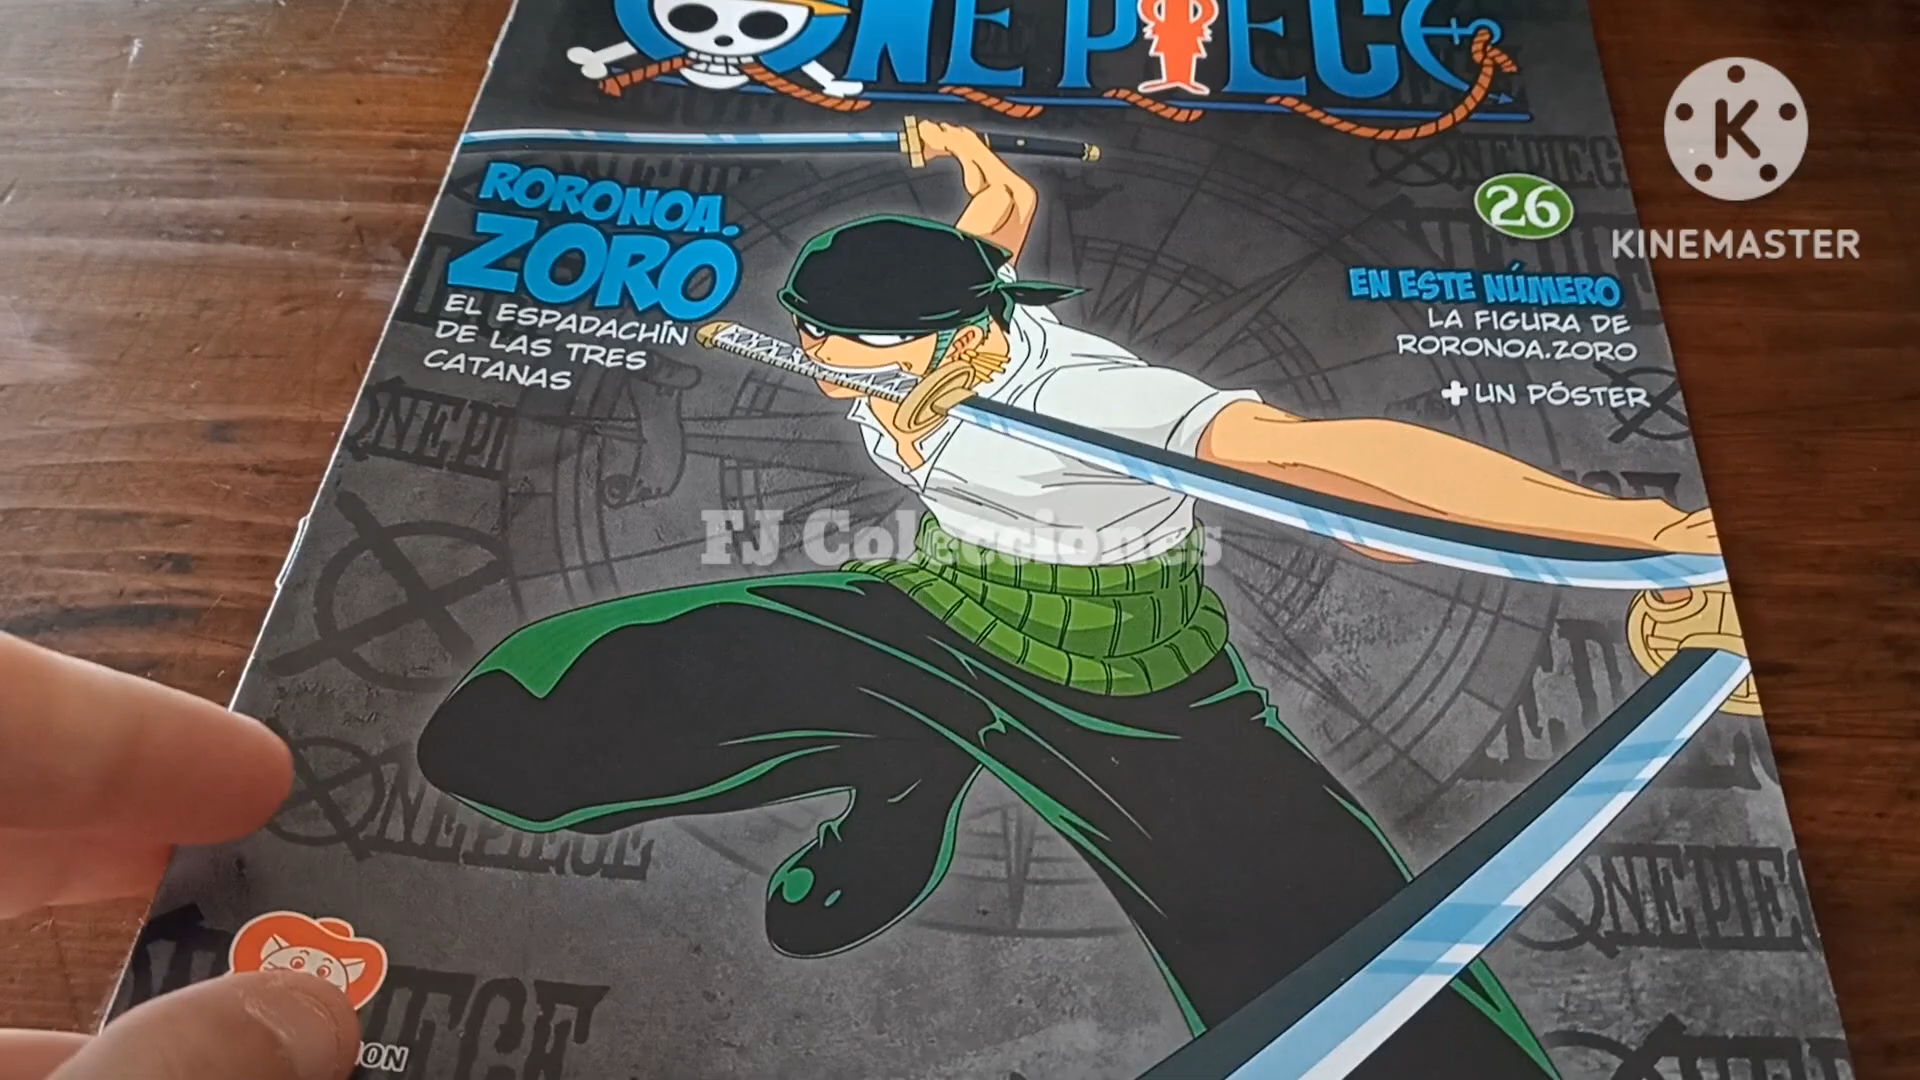 ONE PIECE
RORONOA.
ZORO
EL ESPADACHÍN
DE LAS TRES
CATANAS
26
KINEMASTER
EN ESTE NÚMERO
LA FIGURA DE
RORONOA.ZORO
+ UN PÓSTER
FJ Colecciones